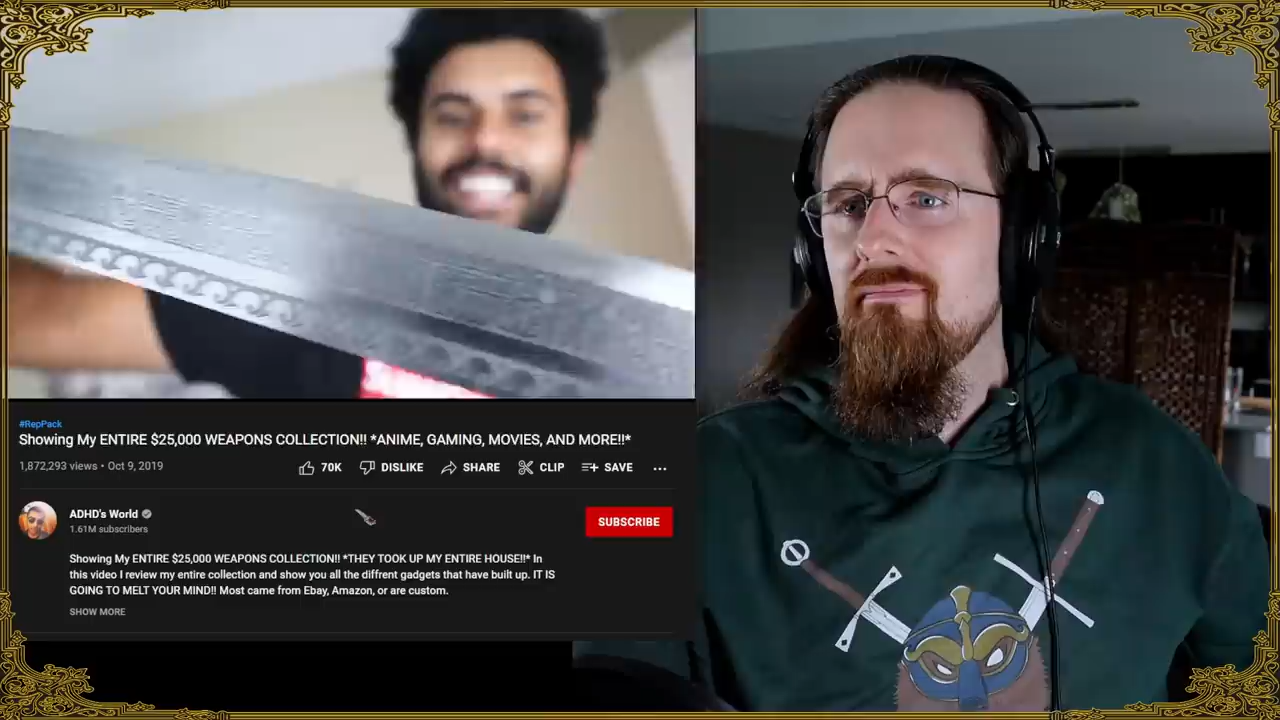 #RepPack
Showing My ENTIRE $25,000 WEAPONS COLLECTION!! *ANIME, GAMING, MOVIES, AND MORE!!*
1,872,293 views • Oct 9, 2019
70K DISLIKE SHARE CLIP SAVE ...
ADHD's World
1.61M subscribers
SUBSCRIBE
Showing My ENTIRE $25,000 WEAPONS COLLECTION!! *THEY TOOK UP MY ENTIRE HOUSE!!* In
this video I review my entire collection and show you all the diffrent gadgets that have built up. IT IS
GOING TO MELT YOUR MIND!! Most came from Ebay, Amazon, or are custom.
SHOW MORE